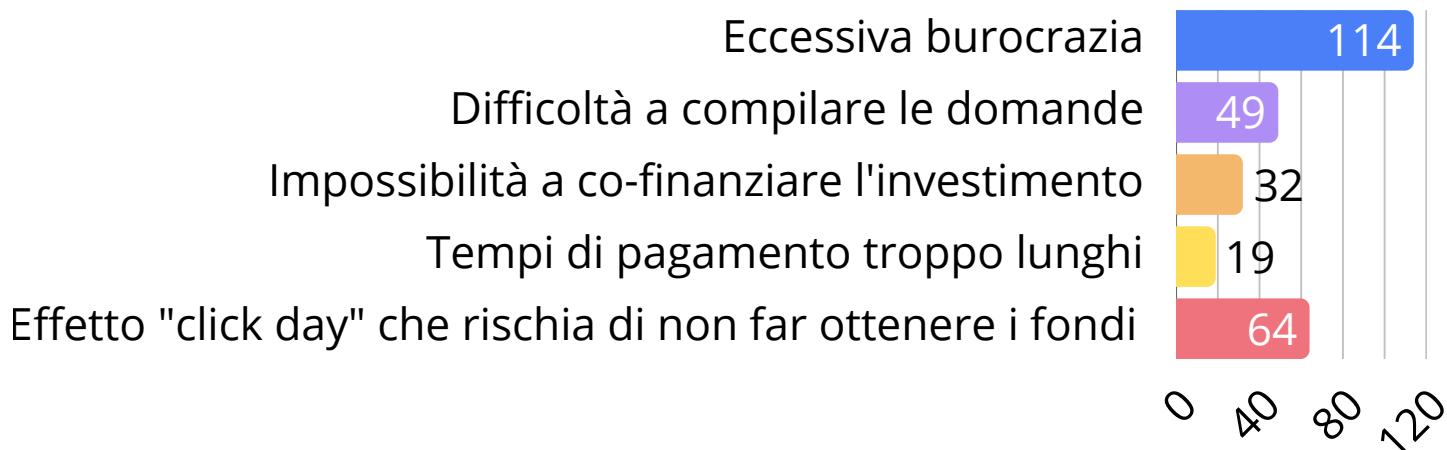 Eccessiva burocrazia 114
Difficoltà a compilare le domande 49
Impossibilità a co-finanziare l'investimento 32
Tempi di pagamento troppo lunghi 19
Effetto "click day" che rischia di non far ottenere i fondi 64
0 40 80 120